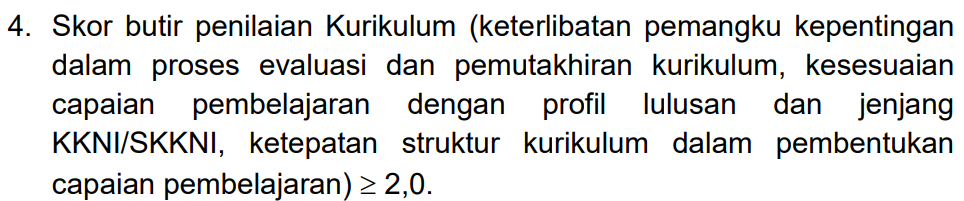 4. Skor butir penilaian Kurikulum (keterlibatan pemangku kepentingan
dalam proses evaluasi dan pemutakhiran kurikulum, kesesuaian
capaian pembelajaran dengan profil lulusan dan jenjang
KKNI/SKKNI, ketepatan struktur kurikulum dalam pembentukan
capaian pembelajaran) ≥ 2,0.